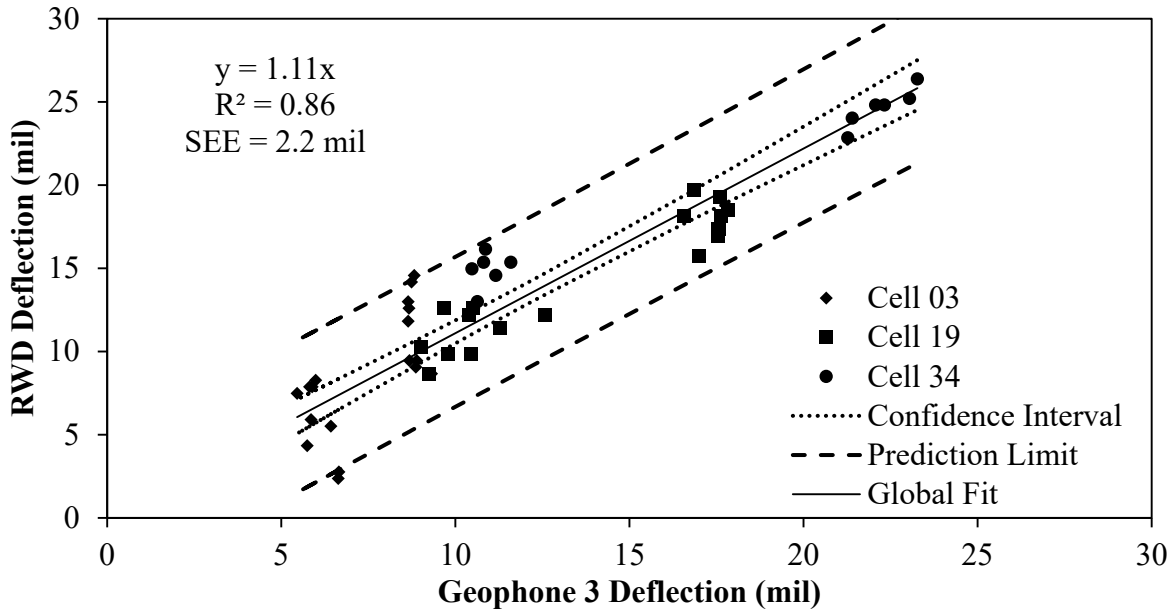 y = 1.11x
R² = 0.86
SEE = 2.2 mil
RWD Deflection (mil)
30
25
20
15
10
5
0
Cell 03
Cell 19
Cell 34
Confidence Interval
Prediction Limit
Global Fit
0 5 10 15 20 25 30
Geophone 3 Deflection (mil)